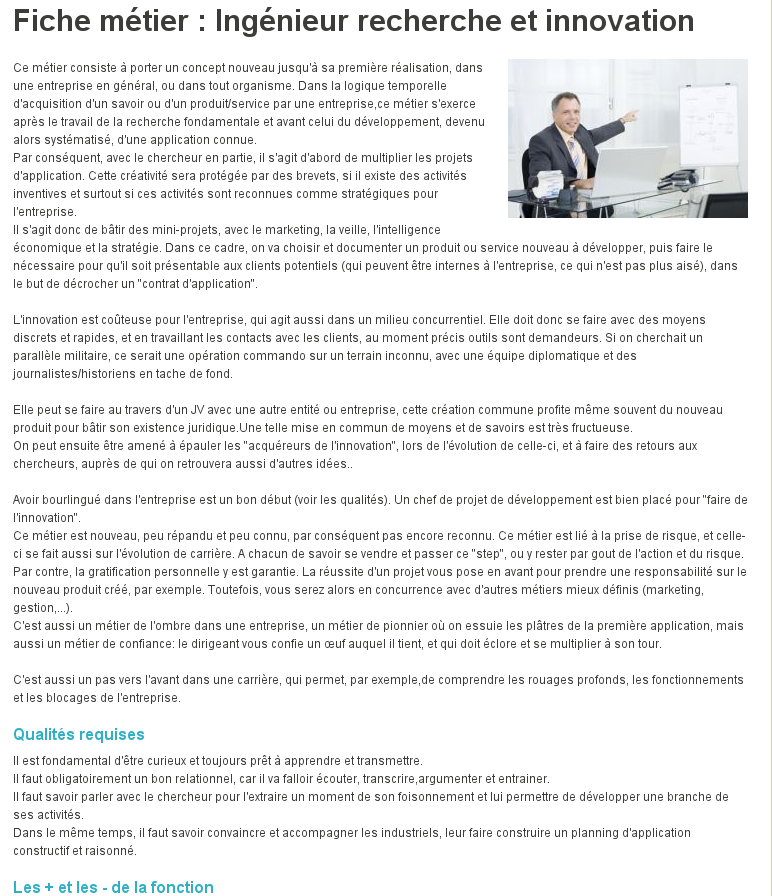 Fiche métier : Ingénieur recherche et innovation
Ce métier consiste à porter un concept nouveau jusqu'à sa première réalisation, dans
une entreprise en général, ou dans tout organisme. Dans la logique temporelle
d'acquisition d'un savoir ou d'un produit/service par une entreprise,ce métier s'exerce
après le travail de la recherche fondamentale et avant celui du développement, devenu
alors systématisé, d'une application connue.
Par conséquent, avec le chercheur en partie, il s'agit d'abord de multiplier les projets
d'application. Cette créativité sera protégée par des brevets, si il existe des activités
inventives et surtout si ces activités sont reconnues comme stratégiques pour
l'entreprise.
Il s'agit donc de bâtir des mini-projets, avec le marketing, la veille, l'intelligence
économique et la stratégie. Dans ce cadre, on va choisir et documenter un produit ou service nouveau à développer, puis faire le
nécessaire pour qu'il soit présentable aux clients potentiels (qui peuvent être internes à l'entreprise, ce qui n'est pas plus aisé), dans
le but de décrocher un "contrat d'application".
L'innovation est coûteuse pour l'entreprise, qui agit aussi dans un milieu concurrentiel. Elle doit donc se faire avec des moyens
discrets et rapides, et en travaillant les contacts avec les clients, au moment précis outils sont demandeurs. Si on cherchait un
parallèle militaire, ce serait une opération commando sur un terrain inconnu, avec une équipe diplomatique et des
journalistes/historiens en tache de fond.
Elle peut se faire au travers d'un JV avec une autre entité ou entreprise, cette création commune profite même souvent du nouveau
produit pour bâtir son existence juridique.Une telle mise en commun de moyens et de savoirs est très fructueuse.
On peut ensuite être amené à épauler les "acquéreurs de l'innovation", lors de l'évolution de celle-ci, et à faire des retours aux
chercheurs, auprès de qui on retrouvera aussi d'autres idées..
Avoir bourlingué dans l'entreprise est un bon début (voir les qualités). Un chef de projet de développement est bien placé pour "faire de
l'innovation".
Ce métier est nouveau, peu répandu et peu connu, par conséquent pas encore reconnu. Ce métier est lié à la prise de risque, et celle-
ci se fait aussi sur l'évolution de carrière. A chacun de savoir se vendre et passer ce "step", ou y rester par gout de l'action et du risque.
Par contre, la gratification personnelle y est garantie. La réussite d'un projet vous pose en avant pour prendre une responsabilité sur le
nouveau produit créé, par exemple. Toutefois, vous serez alors en concurrence avec d'autres métiers mieux définis (marketing,
gestion,...).
C'est aussi un métier de l'ombre dans une entreprise, un métier de pionnier où on essuie les plâtres de la première application, mais
aussi un métier de confiance: le dirigeant vous confie un œuf auquel il tient, et qui doit éclore et se multiplier à son tour.
C'est aussi un pas vers l'avant dans une carrière, qui permet, par exemple,de comprendre les rouages profonds, les fonctionnements
et les blocages de l'entreprise.
Qualités requises
Il est fondamental d'être curieux et toujours prêt à apprendre et transmettre.
Il faut obligatoirement un bon relationnel, car il va falloir écouter, transcrire,argumenter et entrainer.
Il faut savoir parler avec le chercheur pour l'extraire un moment de son foisonnement et lui permettre de développer une branche de
ses activités.
Dans le même temps, il faut savoir convaincre et accompagner les industriels, leur faire construire un planning d'application
constructif et raisonné.
Les + et les - de la fonction